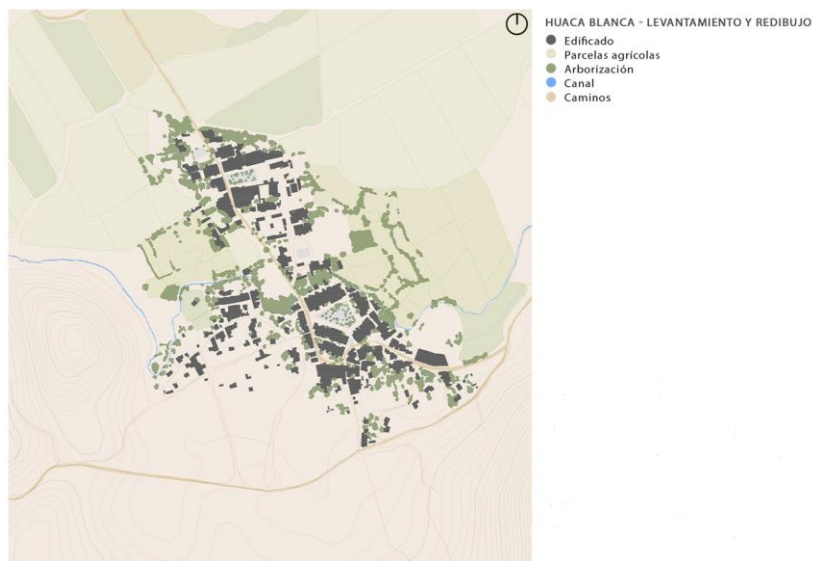 HUACA BLANCA - LEVANTAMIENTO Y REDIBUJO
Edificado
Parcelas agrícolas
Arborización
Canal
Caminos